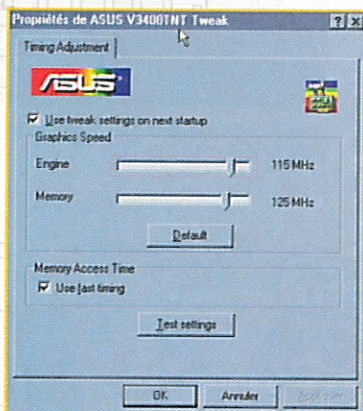 Propriétés de ASUS V3400TNT Tweak
Timing Adjustment
ASUS
Use tweak settings on next startup
Graphics Speed
Engine 115 MHz
Memory 125 MHz
Default
Memory Access Time
Use fast timing
Test settings
OK Annuler Appliquer